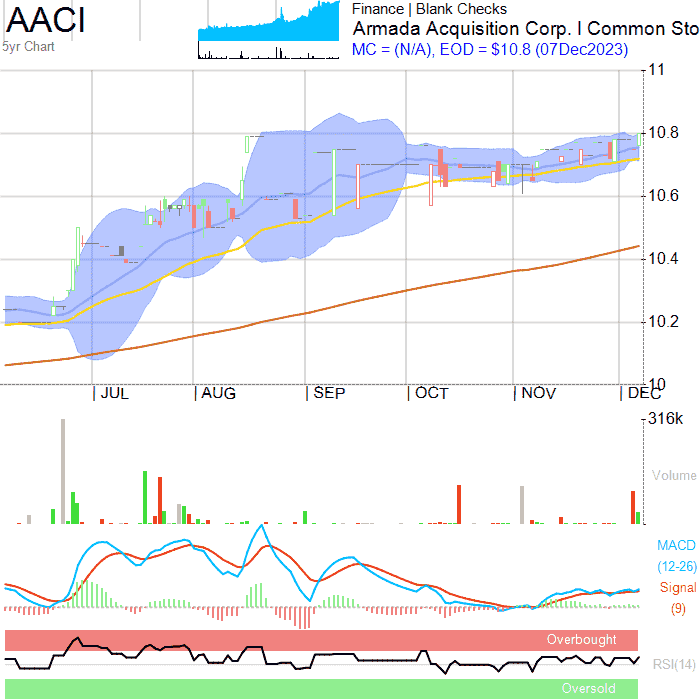 AACI
5yr Chart
Finance | Blank Checks
Armada Acquisition Corp. I Common Sto
MC = (N/A), EOD = $10.8 (07Dec2023)
11
10.8
10.6
10.4
10.2
10
JUL AUG SEP OCT NOV DEC
316k
Volume
MACD
(12-26)
Signal
(9)
Overbought
RSI(14)
Oversold